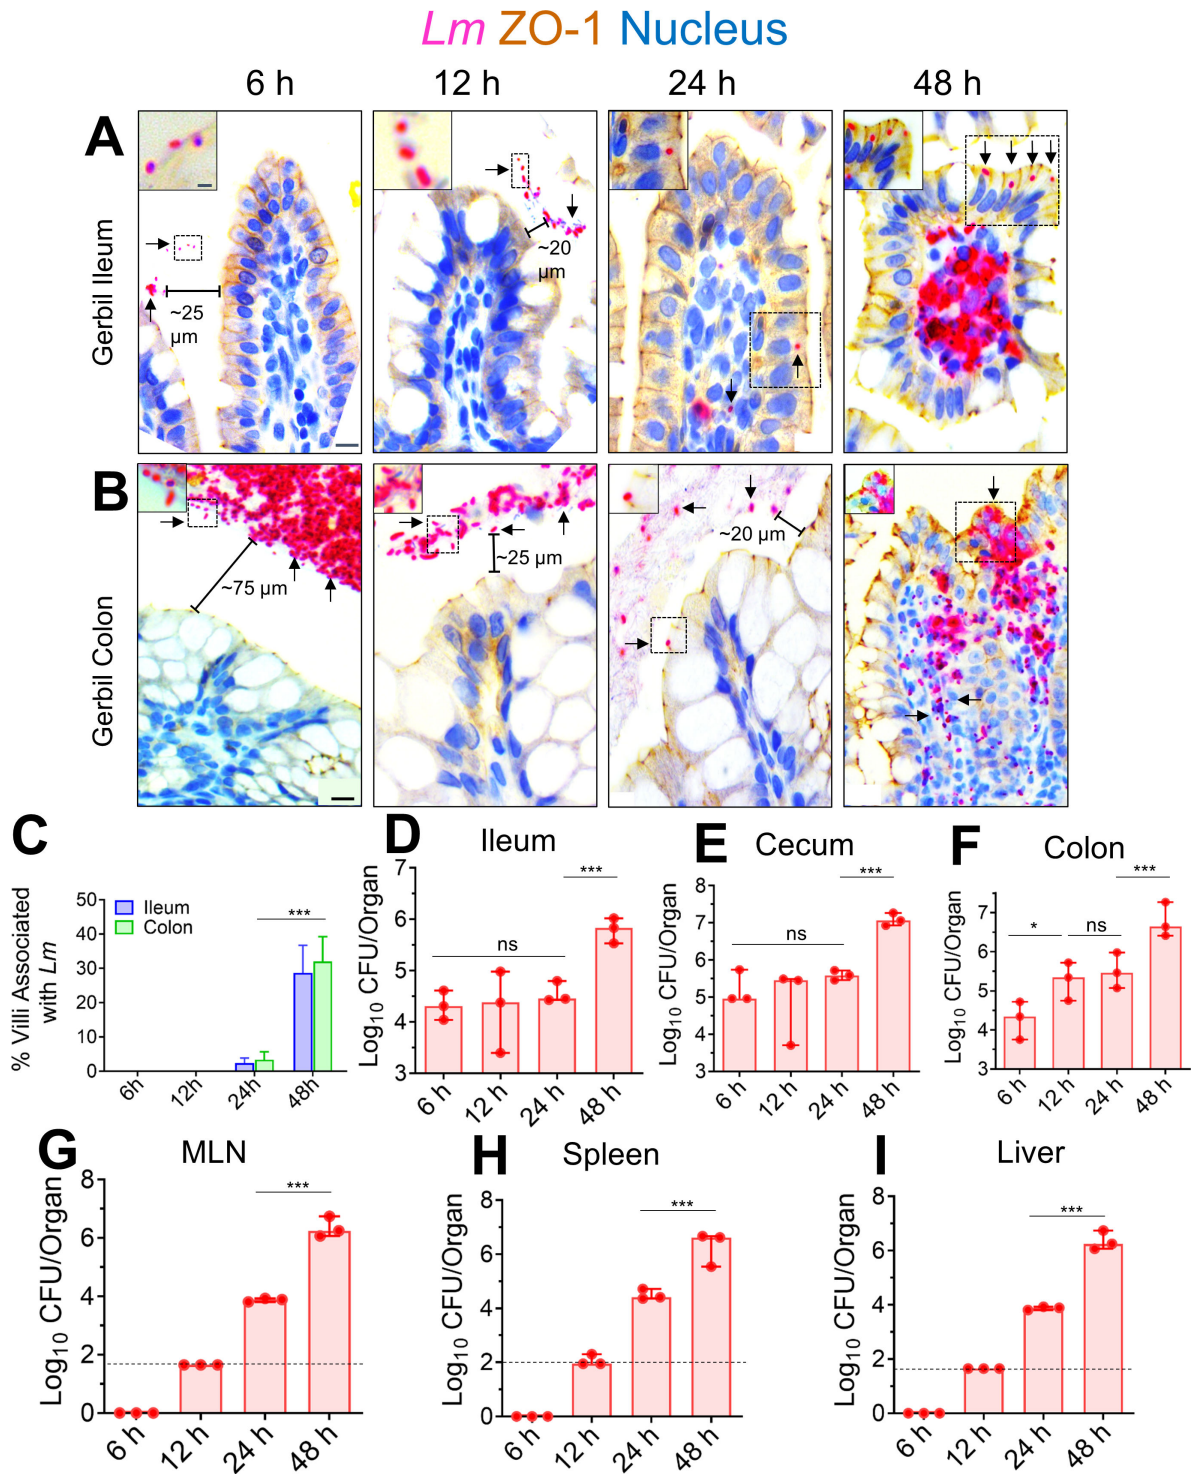 Lm ZO-1 Nucleus
6 h 12 h 24 h 48 h
A
Gerbil Ileum
~25
µm
~20
µm
B
Gerbil Colon
~75 µm
~25 µm
~20 µm
C
% Villi Associated
with Lm
50
40
30
20
10
0
Ileum
Colon
***
6h 12h 24h 48h
D
Ileum
Log10 CFU/Organ
7
6
5
4
3
ns
***
6 h 12 h 24 h 48 h
E
Cecum
Log10 CFU/Organ
8
7
6
5
4
3
ns
***
6 h 12 h 24 h 48 h
F
Colon
Log10 CFU/Organ
7
6
5
4
3
*
ns
***
6 h 12 h 24 h 48 h
G
MLN
Log10 CFU/Organ
8
6
4
2
0
***
6 h 12 h 24 h 48 h
H
Spleen
Log10 CFU/Organ
8
6
4
2
0
***
6 h 12 h 24 h 48 h
I
Liver
Log10 CFU/Organ
8
6
4
2
0
***
6 h 12 h 24 h 48 h